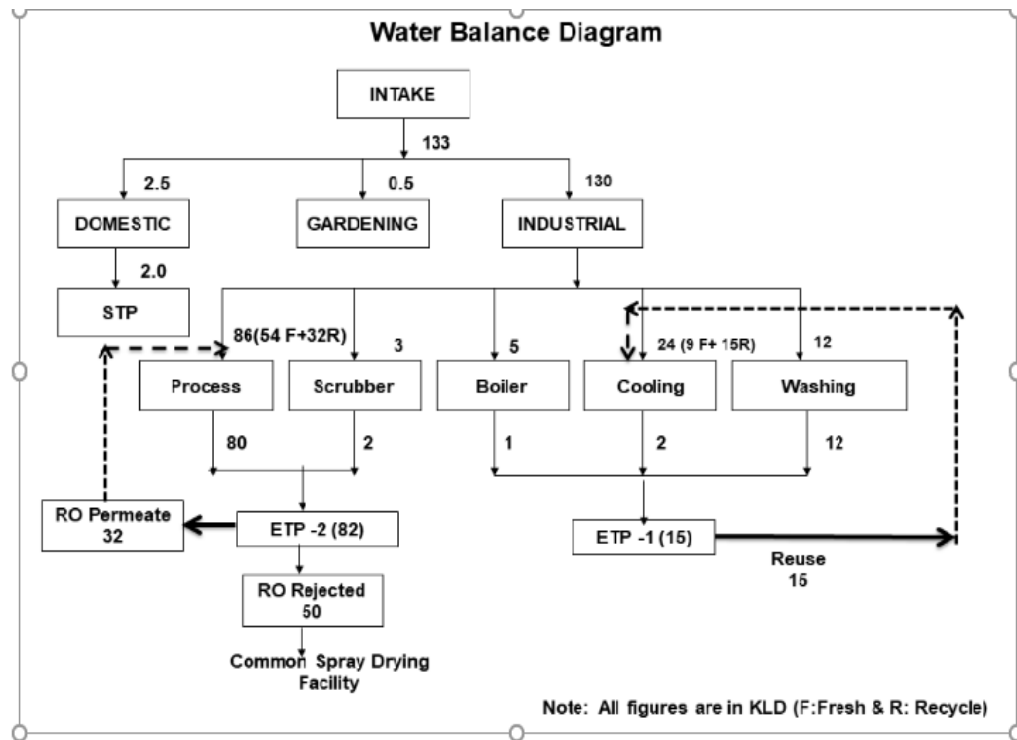 Water Balance Diagram
INTAKE
133
2.5
0.5
130
DOMESTIC
GARDENING
INDUSTRIAL
2.0
STP
86(54 F+32R)
3
5
24 (9 F+ 15R)
12
Process
Scrubber
Boiler
Cooling
Washing
80
2
1
2
12
RO Permeate
32
ETP -2 (82)
ETP -1 (15)
Reuse
15
RO Rejected
50
Common Spray Drying
Facility
Note: All figures are in KLD (F:Fresh & R: Recycle)